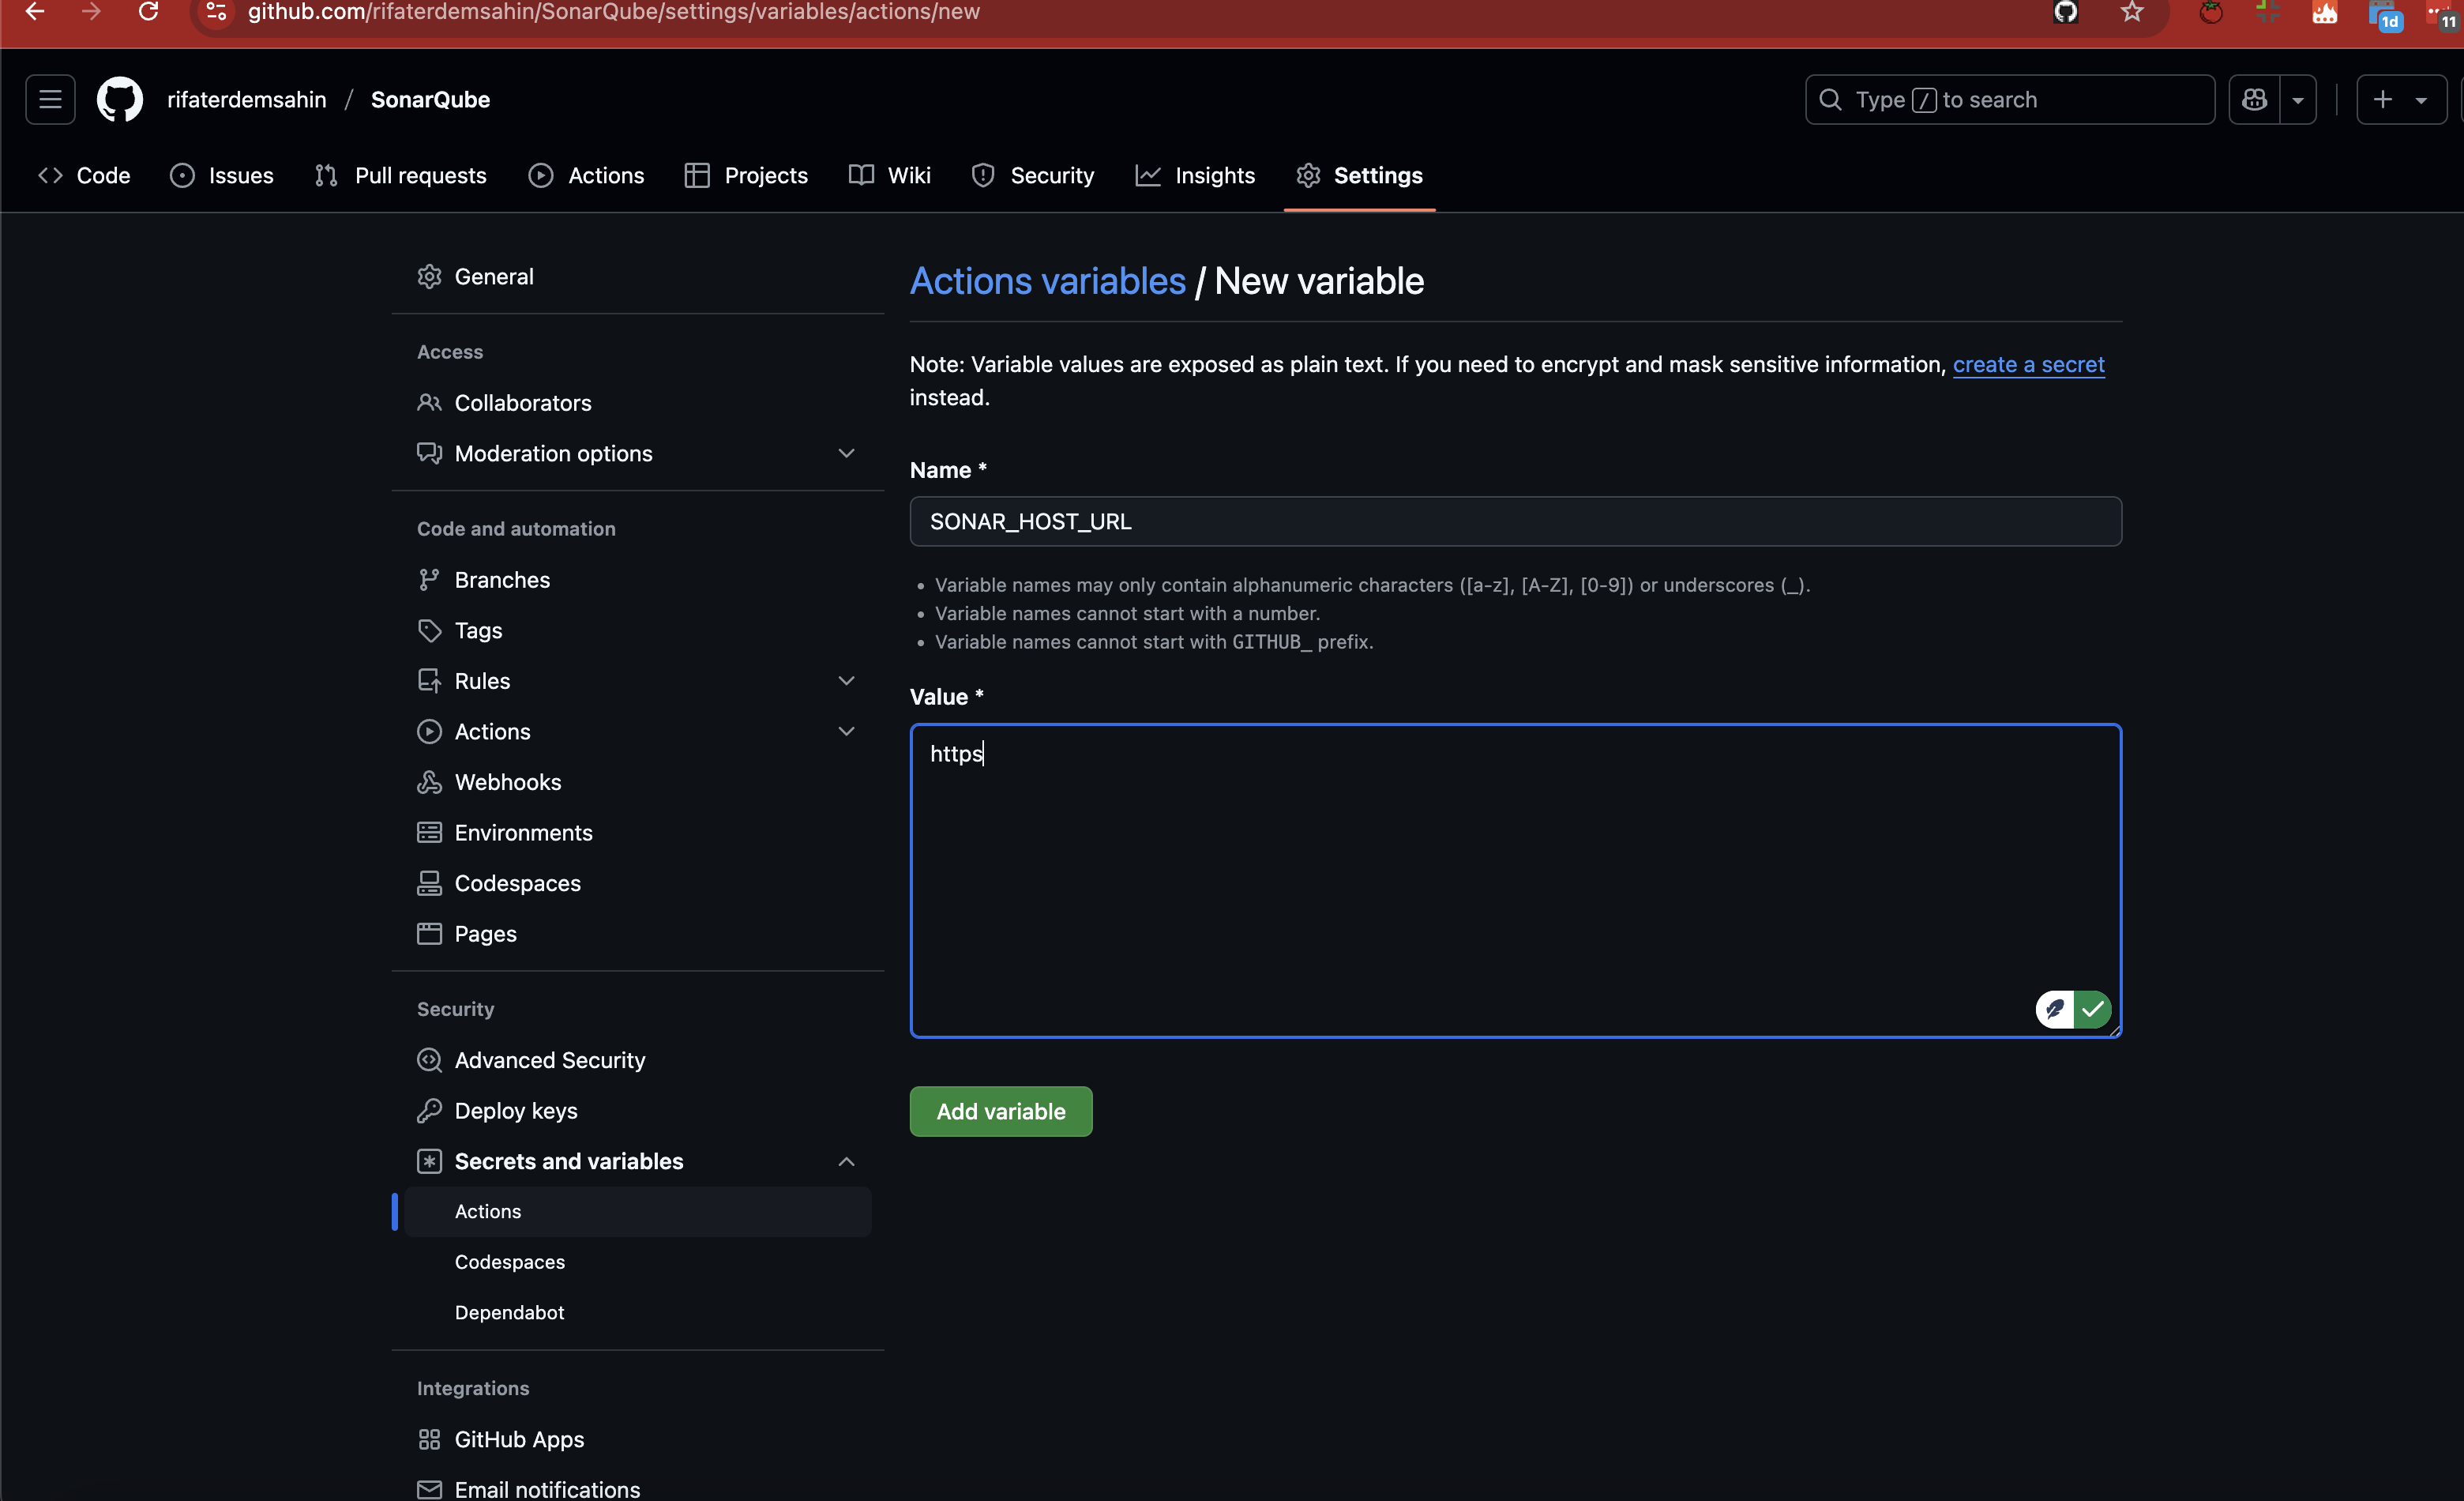 github.com/rifaterdemsahin/SonarQube/settings/variables/actions/new
1d
11
rifaterdemsahin / SonarQube
Type / to search
Code
Issues
Pull requests
Actions
Projects
Wiki
Security
Insights
Settings
General
Access
Collaborators
Moderation options
Code and automation
Branches
Tags
Rules
Actions
Webhooks
Environments
Codespaces
Pages
Security
Advanced Security
Deploy keys
Secrets and variables
Actions
Codespaces
Dependabot
Integrations
GitHub Apps
Email notifications
Actions variables / New variable
Note: Variable values are exposed as plain text. If you need to encrypt and mask sensitive information, create a secret
instead.
Name *
SONAR_HOST_URL
Variable names may only contain alphanumeric characters ([a-z], [A-Z], [0-9]) or underscores (_).
Variable names cannot start with a number.
Variable names cannot start with GITHUB_ prefix.
Value *
https
Add variable